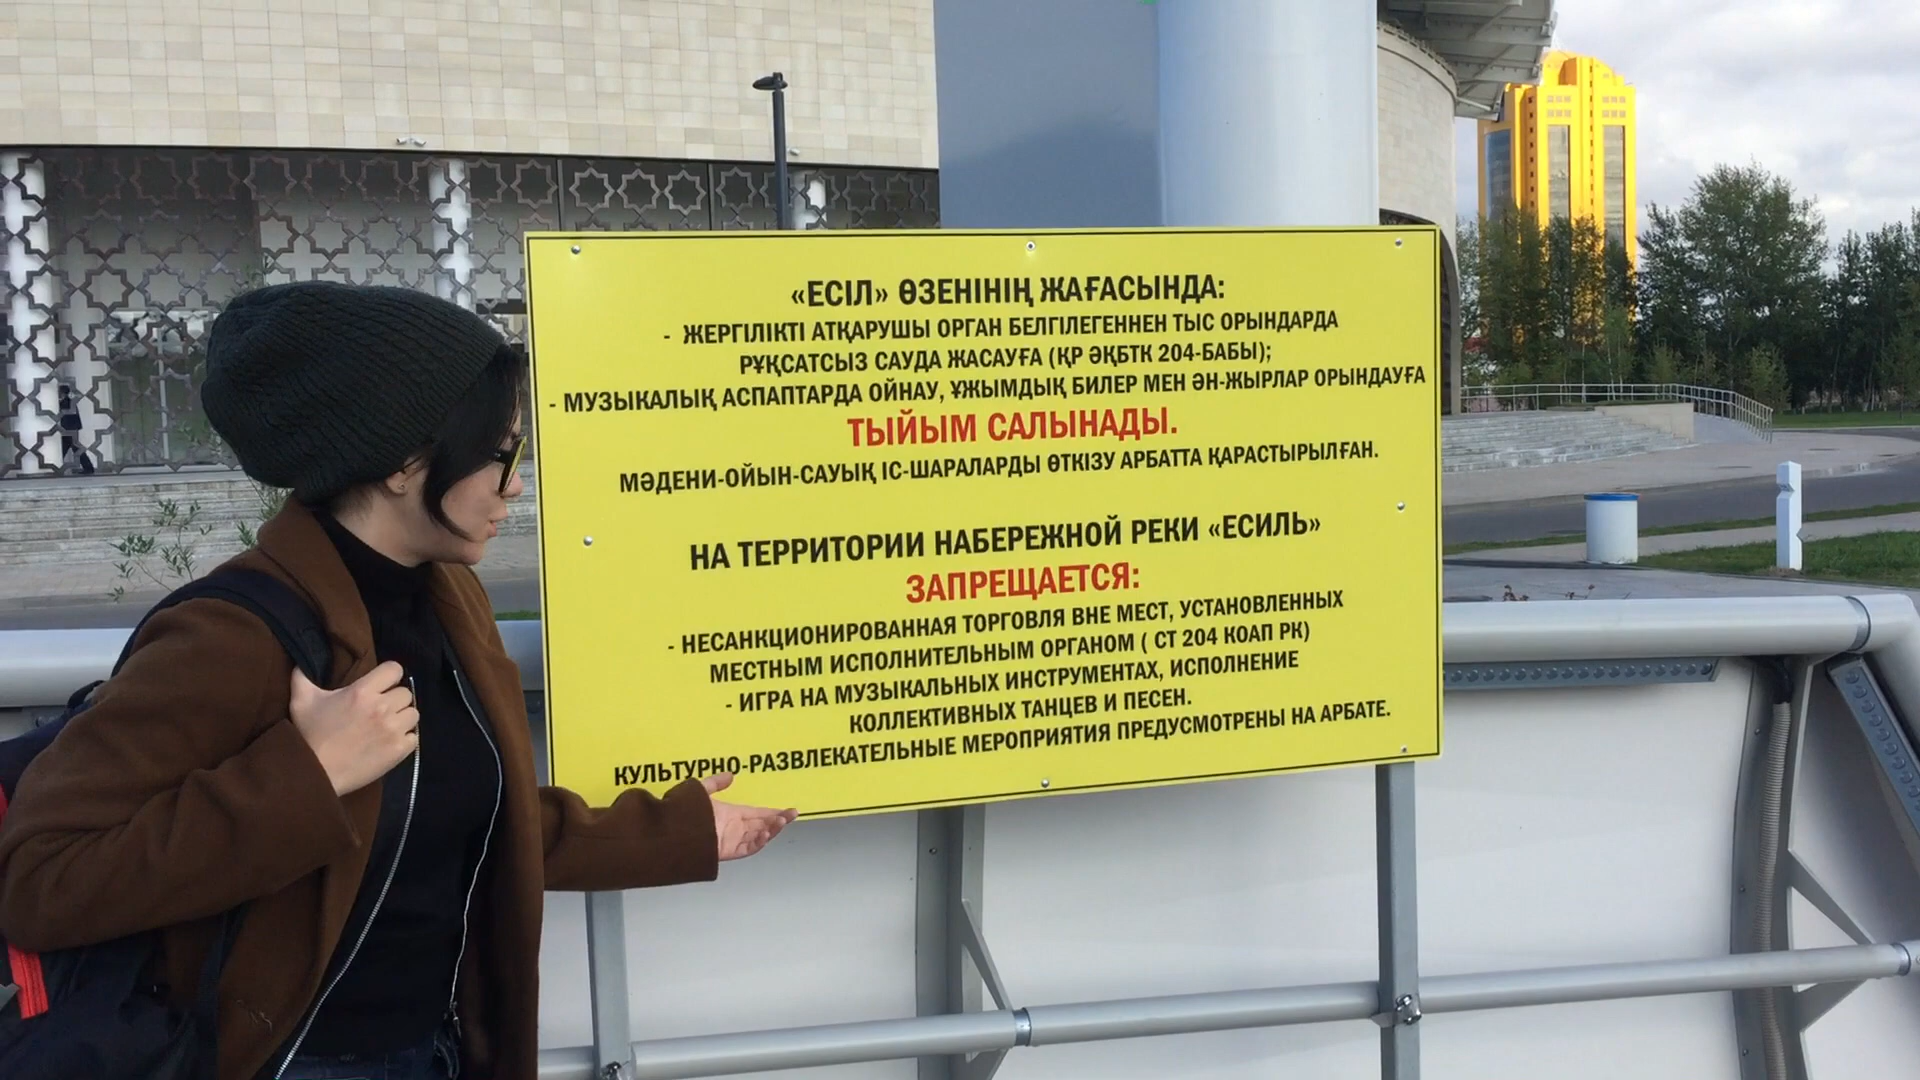 «ЕСІЛ» ӨЗЕНІНІҢ ЖАҒАСЫНДА:
- ЖЕРГІЛІКТІ АТҚАРУШЫ ОРГАН БЕЛГІЛЕГЕННЕН ТЫС ОРЫНДАРДА
РҰҚСАТСЫЗ САУДА ЖАСАУҒА (ҚР ӘҚБТК 204-БАБЫ);
- МУЗЫКАЛЫҚ АСПАПТАРДА ОЙНАУ, ҰЖЫМДЫҚ БИЛЕР МЕН ӘН-ЖЫРЛАР ОРЫНДАУҒА
ТЫЙЫМ САЛЫНАДЫ.
МӘДЕНИ-ОЙЫН-САУЫҚ ІС-ШАРАЛАРДЫ ӨТКІЗУ АРБАТТА ҚАРАСТЫРЫЛҒАН.
НА ТЕРРИТОРИИ НАБЕРЕЖНОЙ РЕКИ «ЕСИЛЬ»
ЗАПРЕЩАЕТСЯ:
- НЕСАНКЦИОНИРОВАННАЯ ТОРГОВЛЯ ВНЕ МЕСТ, УСТАНОВЛЕННЫХ
МЕСТНЫМ ИСПОЛНИТЕЛЬНЫМ ОРГАНОМ ( СТ 204 КОАП РК)
- ИГРА НА МУЗЫКАЛЬНЫХ ИНСТРУМЕНТАХ, ИСПОЛНЕНИЕ
КОЛЛЕКТИВНЫХ ТАНЦЕВ И ПЕСЕН.
КУЛЬТУРНО-РАЗВЛЕКАТЕЛЬНЫЕ МЕРОПРИЯТИЯ ПРЕДУСМОТРЕНЫ НА АРБАТЕ.